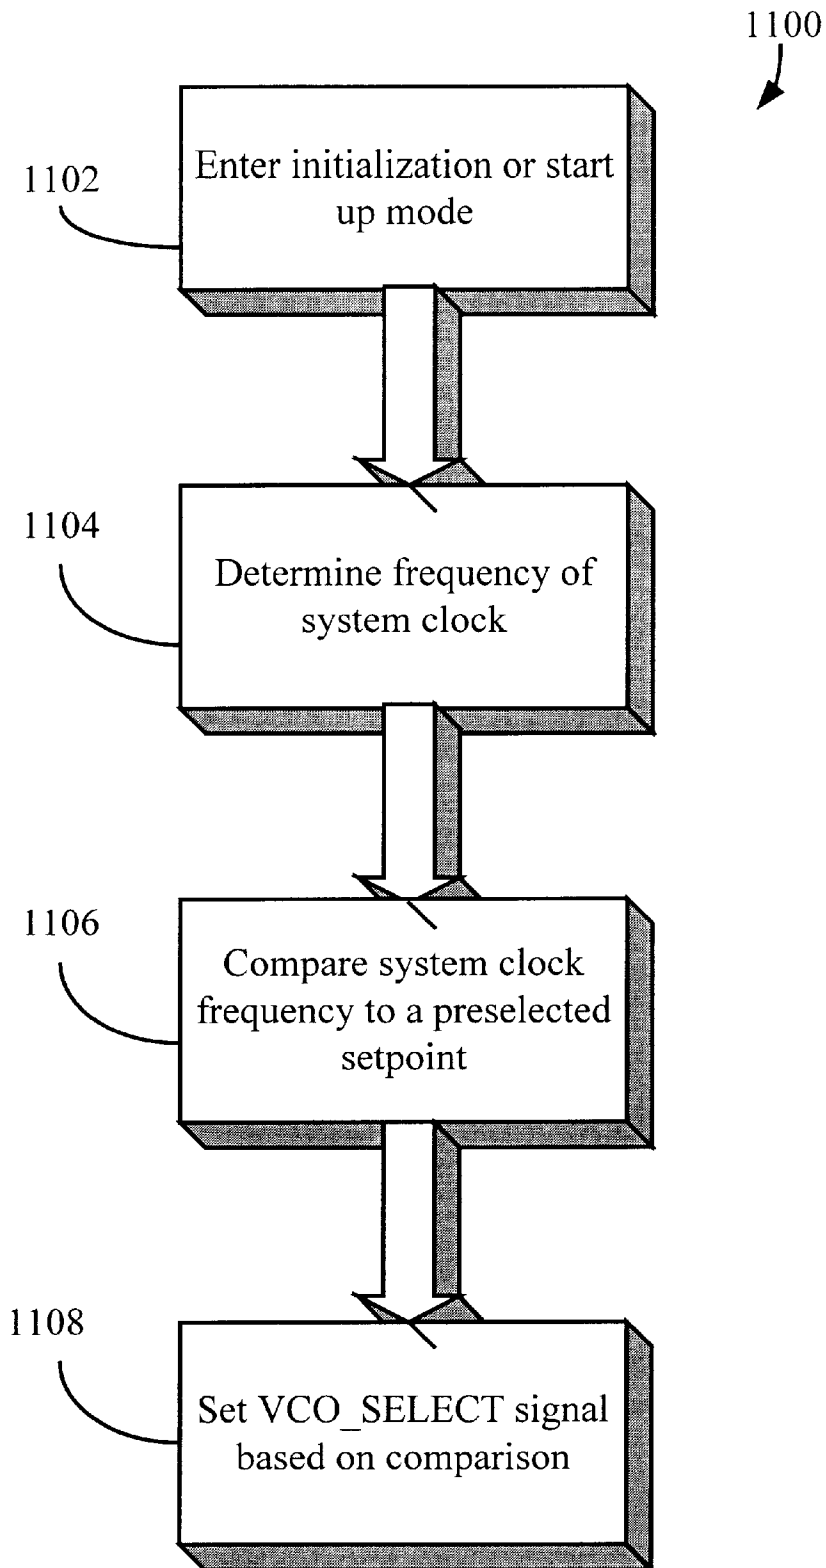 1100
1102
Enter initialization or start
up mode
1104
Determine frequency of
system clock
1106
Compare system clock
frequency to a preselected
setpoint
1108
Set VCO_SELECT signal
based on comparison